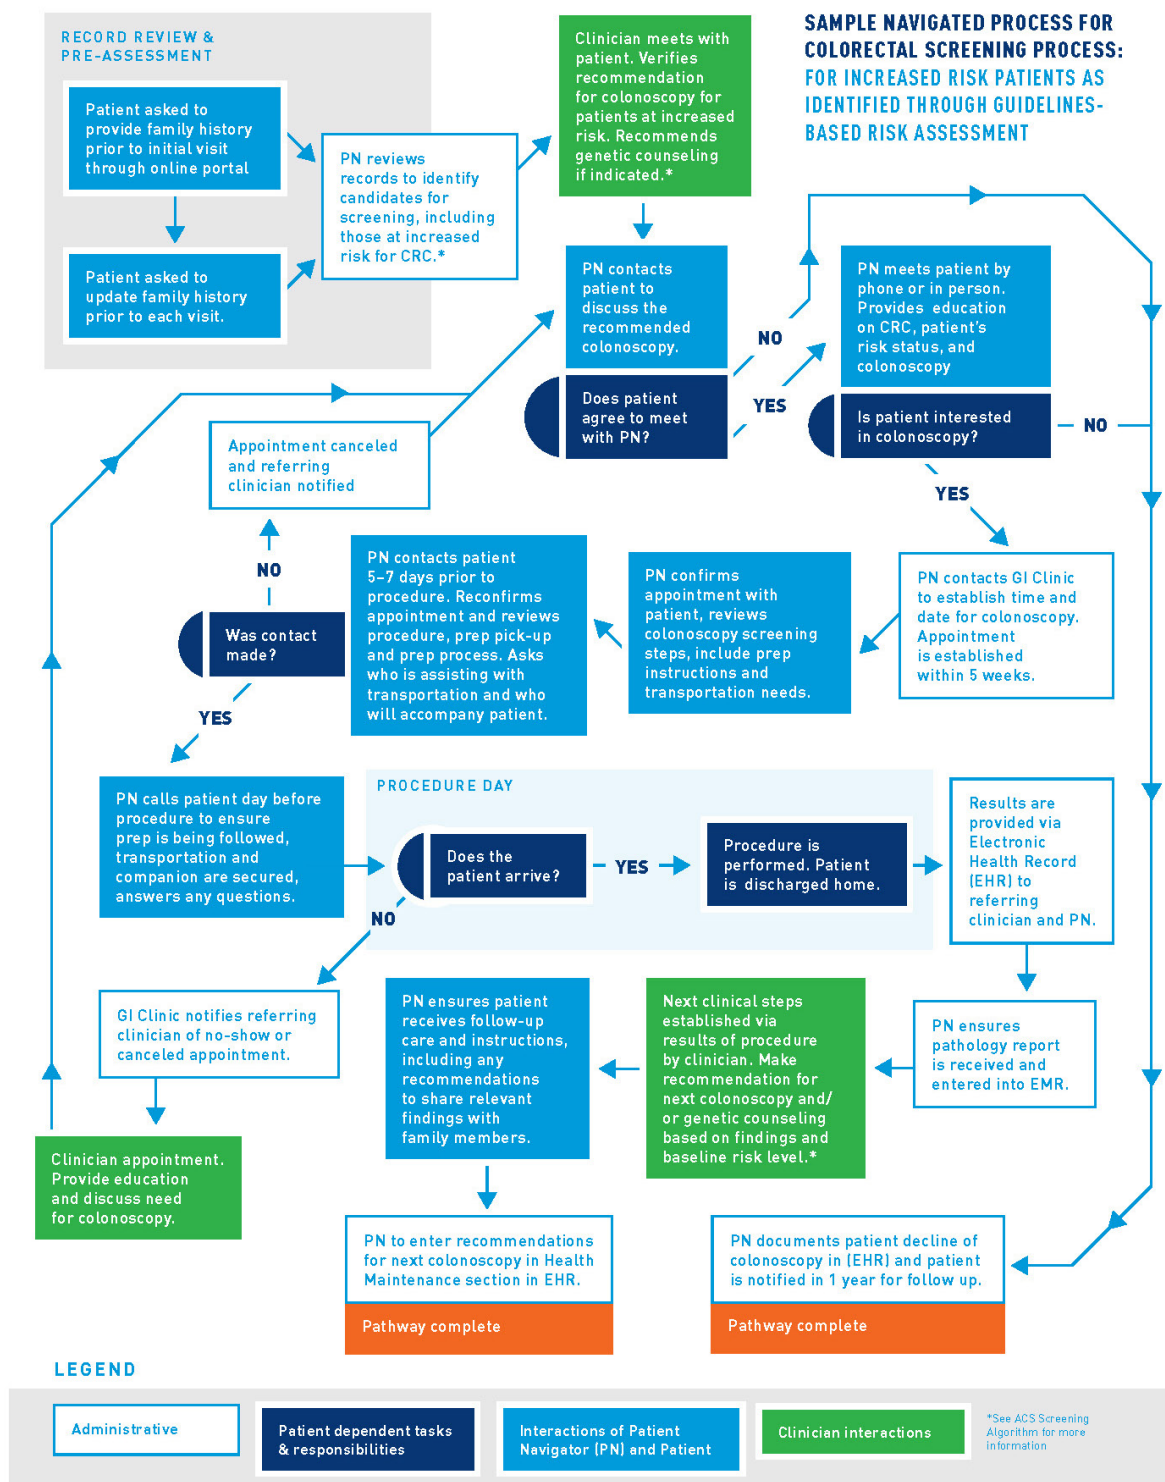 SAMPLE NAVIGATED PROCESS FOR
COLORECTAL SCREENING PROCESS:
FOR INCREASED RISK PATIENTS AS
IDENTIFIED THROUGH GUIDELINES-
BASED RISK ASSESSMENT
RECORD REVIEW &
PRE-ASSESSMENT
Patient asked to
provide family history
prior to initial visit
through online portal
Patient asked to
update family history
prior to each visit.
PN reviews
records to identify
candidates for
screening, including
those at increased
risk for CRC.*
Clinician meets with
patient. Verifies
recommendation
for colonoscopy for
patients at increased
risk. Recommends
genetic counseling
if indicated.*
PN contacts
patient to
discuss the
recommended
colonoscopy.
Does patient
agree to meet
with PN?
NO
YES
PN meets patient by
phone or in person.
Provides education
on CRC, patient's
risk status, and
colonoscopy
Is patient interested
in colonoscopy?
NO
YES
PN contacts GI Clinic
to establish time and
date for colonoscopy.
Appointment
is established
within 5 weeks.
PN confirms
appointment with
patient, reviews
colonoscopy screening
steps, include prep
instructions and
transportation needs.
PN contacts patient
5–7 days prior to
procedure. Reconfirms
appointment and reviews
procedure, prep pick-up
and prep process. Asks
who is assisting with
transportation and who
will accompany patient.
Was contact
made?
NO
Appointment canceled
and referring
clinician notified
YES
PN calls patient day before
procedure to ensure
prep is being followed,
transportation and
companion are secured,
answers any questions.
PROCEDURE DAY
Does the
patient arrive?
YES
Procedure is
performed. Patient
is discharged home.
NO
Results are
provided via
Electronic
Health Record
(EHR) to
referring
clinician and PN.
GI Clinic notifies referring
clinician of no-show or
canceled appointment.
Clinician appointment.
Provide education
and discuss need
for colonoscopy.
PN ensures
pathology report
is received and
entered into EMR.
Next clinical steps
established via
results of procedure
by clinician. Make
recommendation for
next colonoscopy and/
or genetic counseling
based on findings and
baseline risk level.*
PN ensures patient
receives follow-up
care and instructions,
including any
recommendations
to share relevant
findings with
family members.
PN to enter recommendations
for next colonoscopy in Health
Maintenance section in EHR.
Pathway complete
PN documents patient decline of
colonoscopy in (EHR) and patient
is notified in 1 year for follow up.
Pathway complete
LEGEND
Administrative
Patient dependent tasks
& responsibilities
Interactions of Patient
Navigator (PN) and Patient
Clinician interactions
*See ACS Screening
Algorithm for more
information